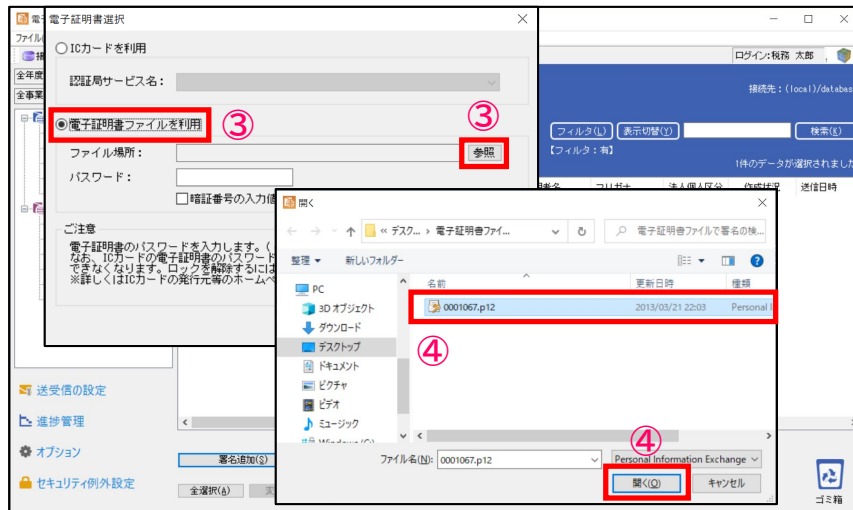 電子証明書選択
ファイル(
ログイン:税務 太郎
全年度
全事業
接続先:(local)/databas
フィルタ(L)
表示切替(Y)
検索(K)
【フィルタ:有】
1件のデータが選択されました
フリガナ
法人個人区分
作成状況
送信日時
ICカードを利用
認証局サービス名:
電子証明書ファイルを利用
③
③
ファイル場所:
参照
パスワード:
暗証番号の入力値
ご注意
電子証明書のパスワードを入力します。(
なお、ICカードの電子証明書のパスワード
できなくなります。ロックを解除するには
※詳しくはICカードの発行元等のホームペ
開く
« デスク... › 電子証明書ファイ...
電子証明書ファイルで署名の検...
整理
新しいフォルダー
名前
更新日時
種類
0001067.p12
2013/03/21 22:03
Personal I
④
PC
3D オブジェクト
ダウンロード
デスクトップ
ドキュメント
ピクチャ
ビデオ
ミュージック
ファイル名(N):
0001067.p12
Personal Information Exchange
④
開く(O)
キャンセル
送受信の設定
進捗管理
オプション
セキュリティ例外設定
署名追加(S)
全選択(A)
ゴミ箱